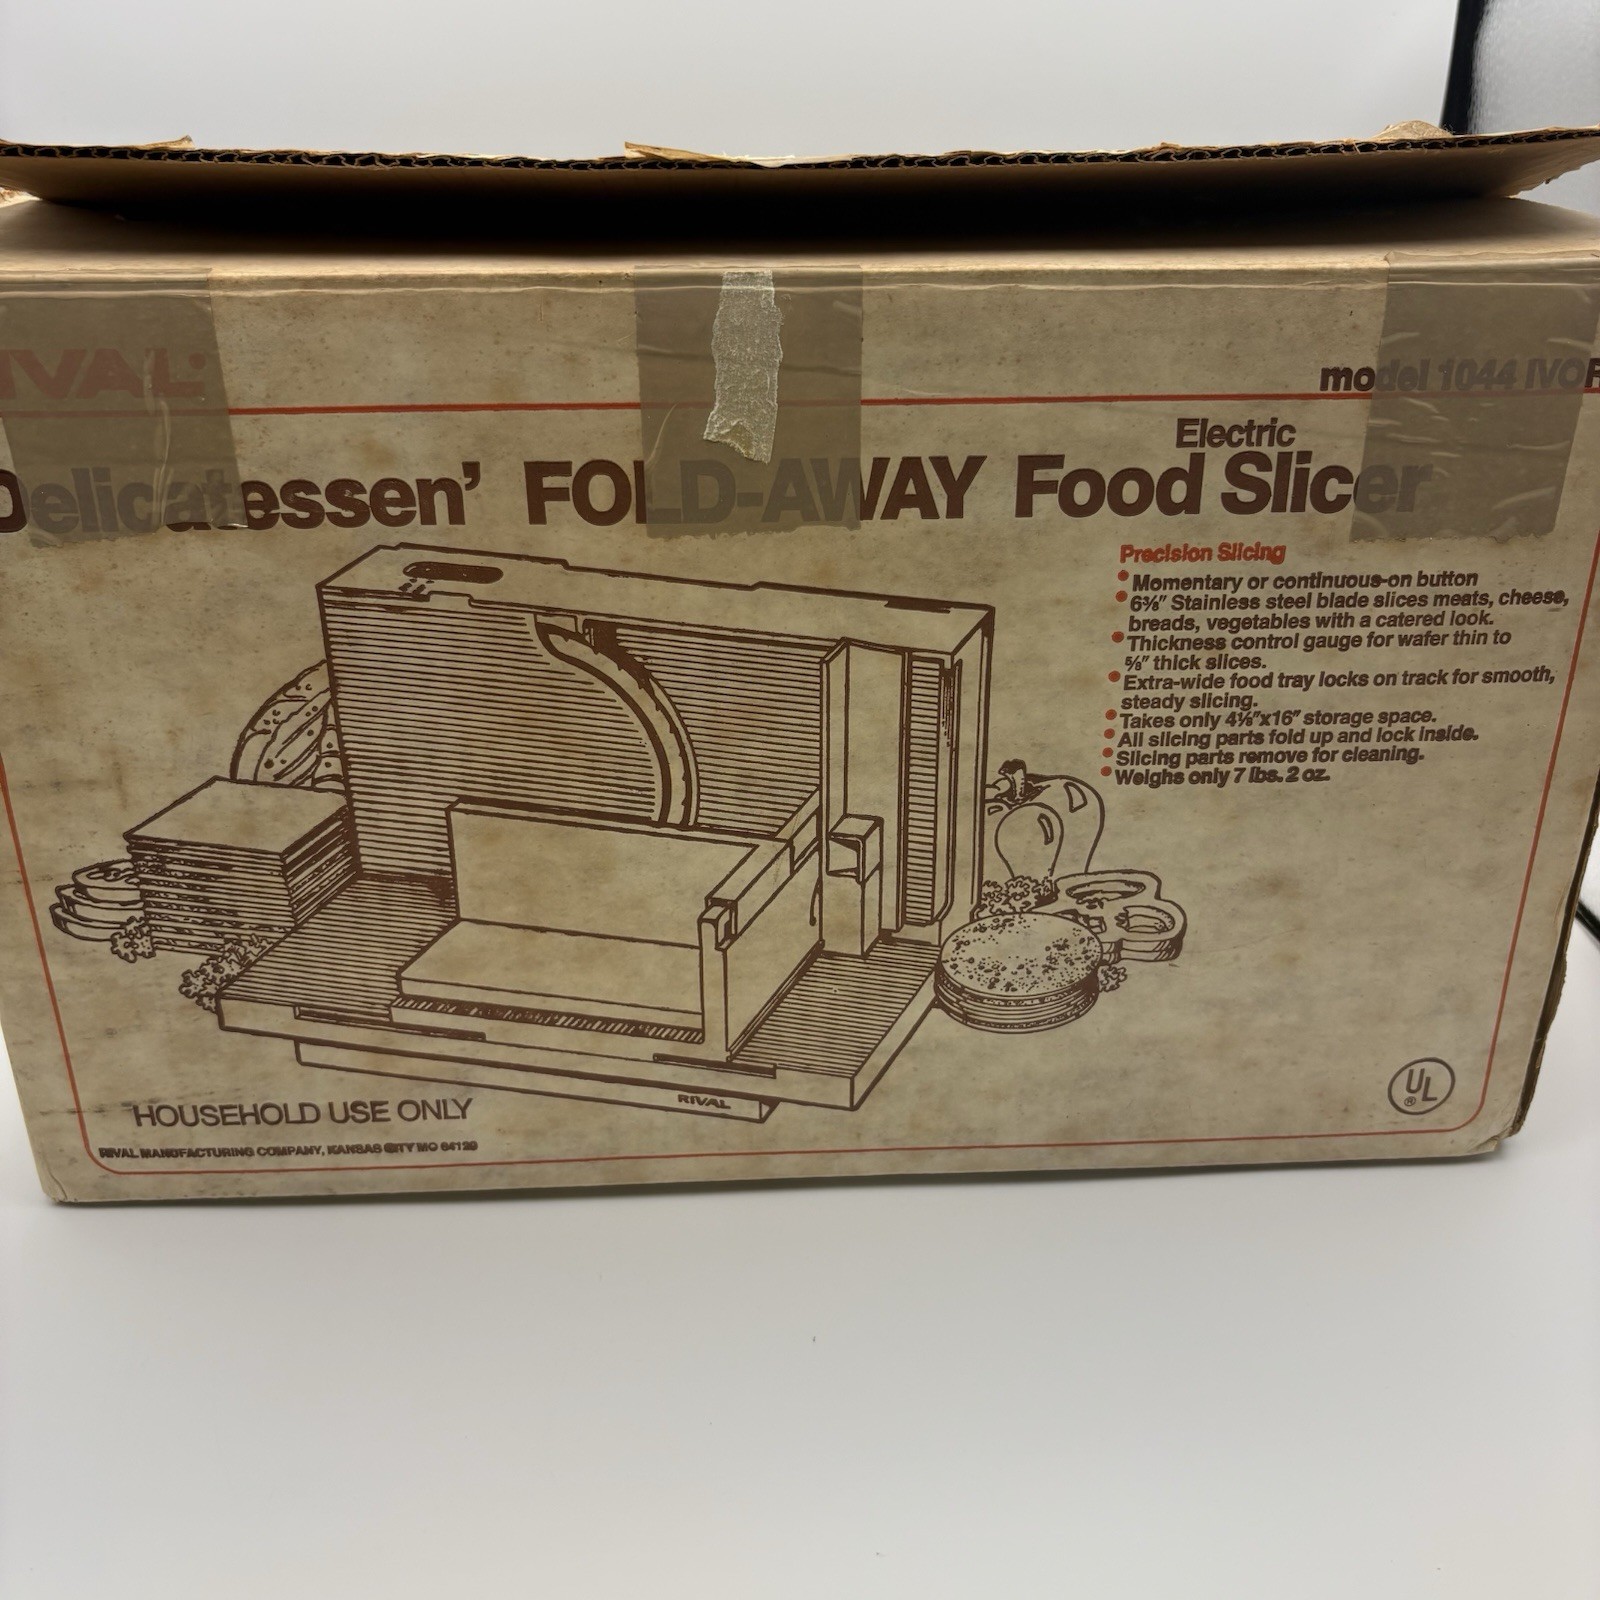 RIVAL
model 1044 IVOR
Electric
Delicatessen' FOLD-AWAY Food Slicer
Precision Slicing
• Momentary or continuous-on button
• 6⅝" Stainless steel blade slices meats, cheese,
breads, vegetables with a catered look.
• Thickness control gauge for wafer thin to
⅝" thick slices.
• Extra-wide food tray locks on track for smooth,
steady slicing.
• Takes only 4⅛"x16" storage space.
• All slicing parts fold up and lock inside.
• Slicing parts remove for cleaning.
• Weighs only 7 lbs. 2 oz.
RIVAL
UL
®
HOUSEHOLD USE ONLY
RIVAL MANUFACTURING COMPANY, KANSAS CITY MO 64129